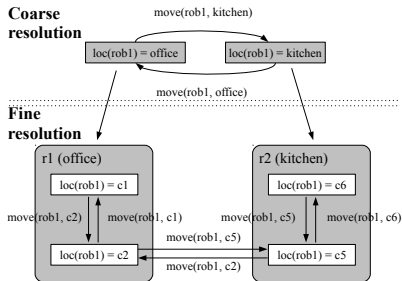 Coarse
resolution
move(rob1, kitchen)
loc(rob1) = office
loc(rob1) = kitchen
move(rob1, office)
Fine
resolution
r1 (office)
r2 (kitchen)
loc(rob1) = c1
loc(rob1) = c6
move(rob1, c2)
move(rob1, c1)
move(rob1, c5)
move(rob1, c6)
move(rob1, c5)
loc(rob1) = c2
loc(rob1) = c5
move(rob1, c2)